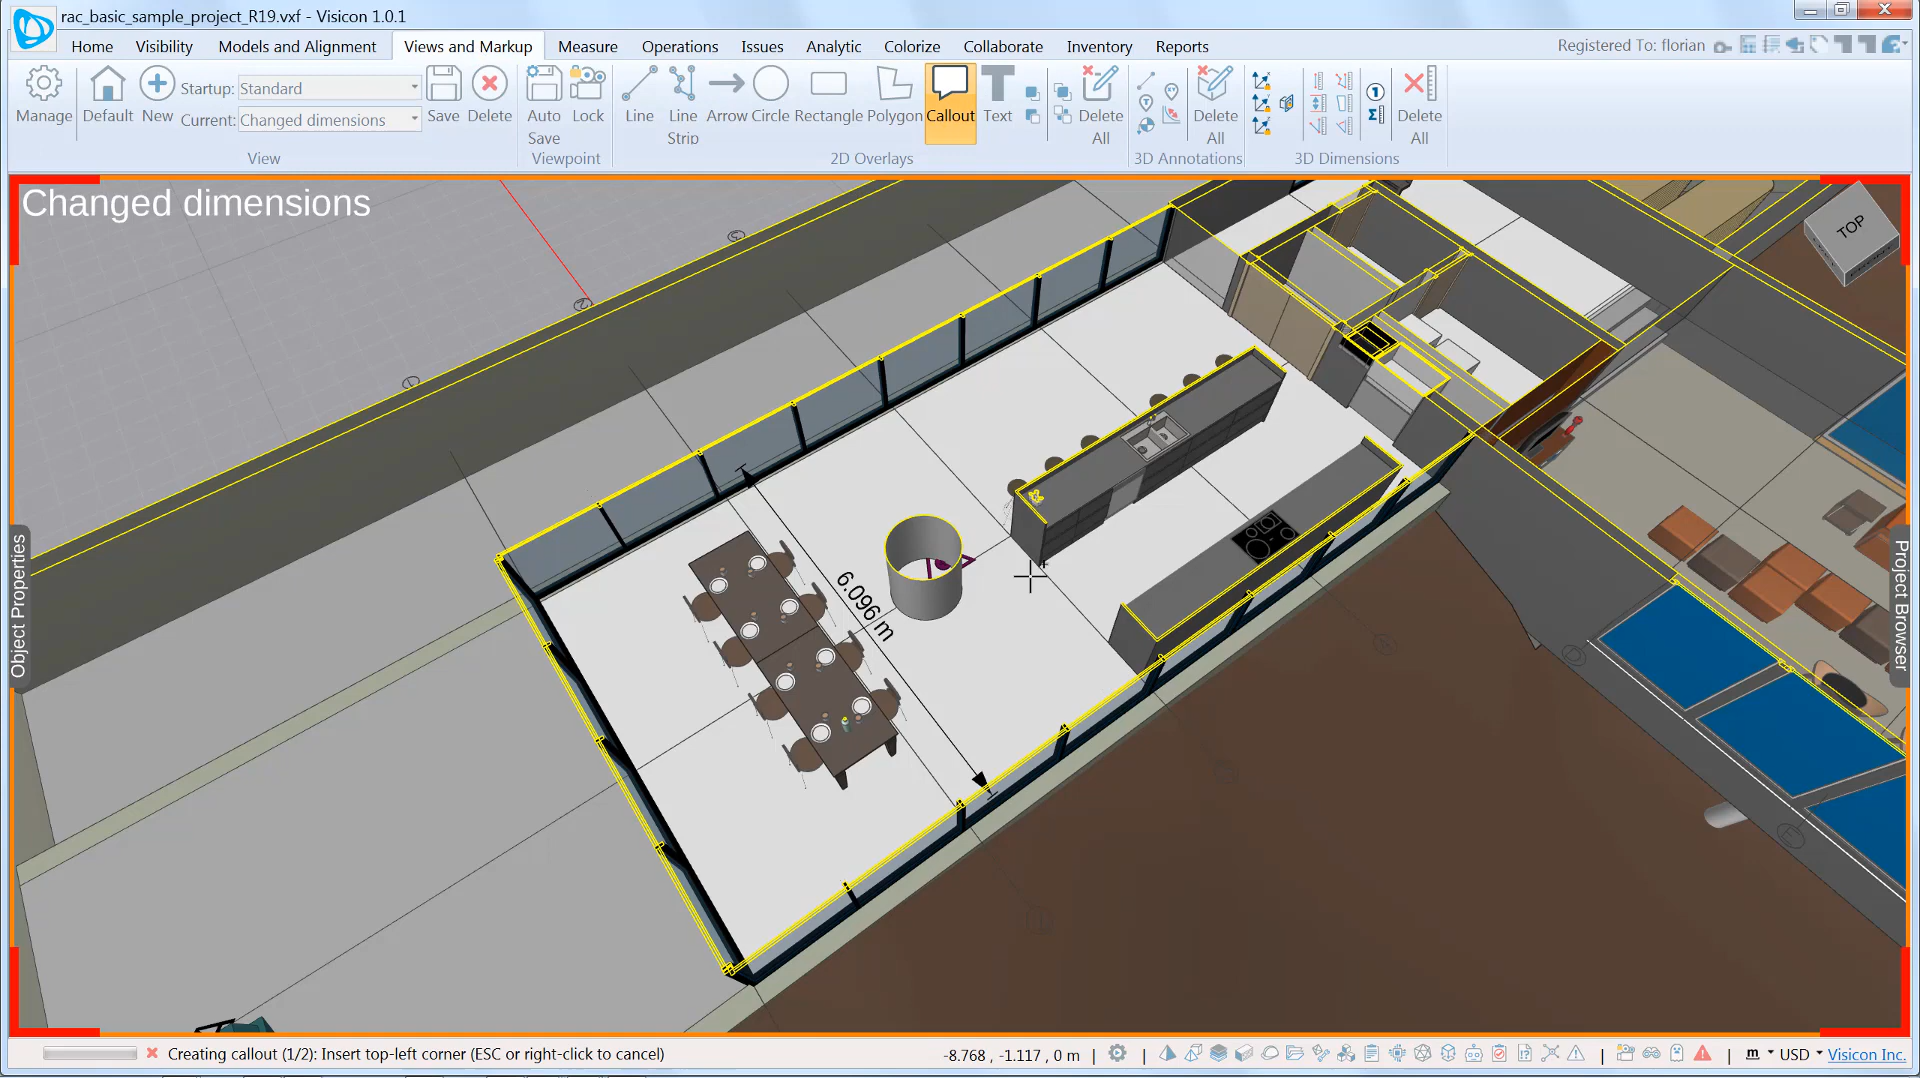 rac_basic_sample_project_R19.vxf - Visicon 1.0.1
Home Visibility Models and Alignment Views and Markup Measure Operations Issues Analytic Colorize Collaborate Inventory Reports
Registered To: florian
Startup: Standard
Current: Changed dimensions
Manage Default New Save Delete Auto Save Lock Line Line Strip Arrow Circle Rectangle Polygon Callout Text Delete All Delete All Delete All
View Viewpoint 2D Overlays 3D Annotations 3D Dimensions
Changed dimensions
TOP
6.096 m
Object Properties
Project Browser
Creating callout (1/2): Insert top-left corner (ESC or right-click to cancel)
-8.768 , -1.117 , 0 m
m USD Visicon Inc.